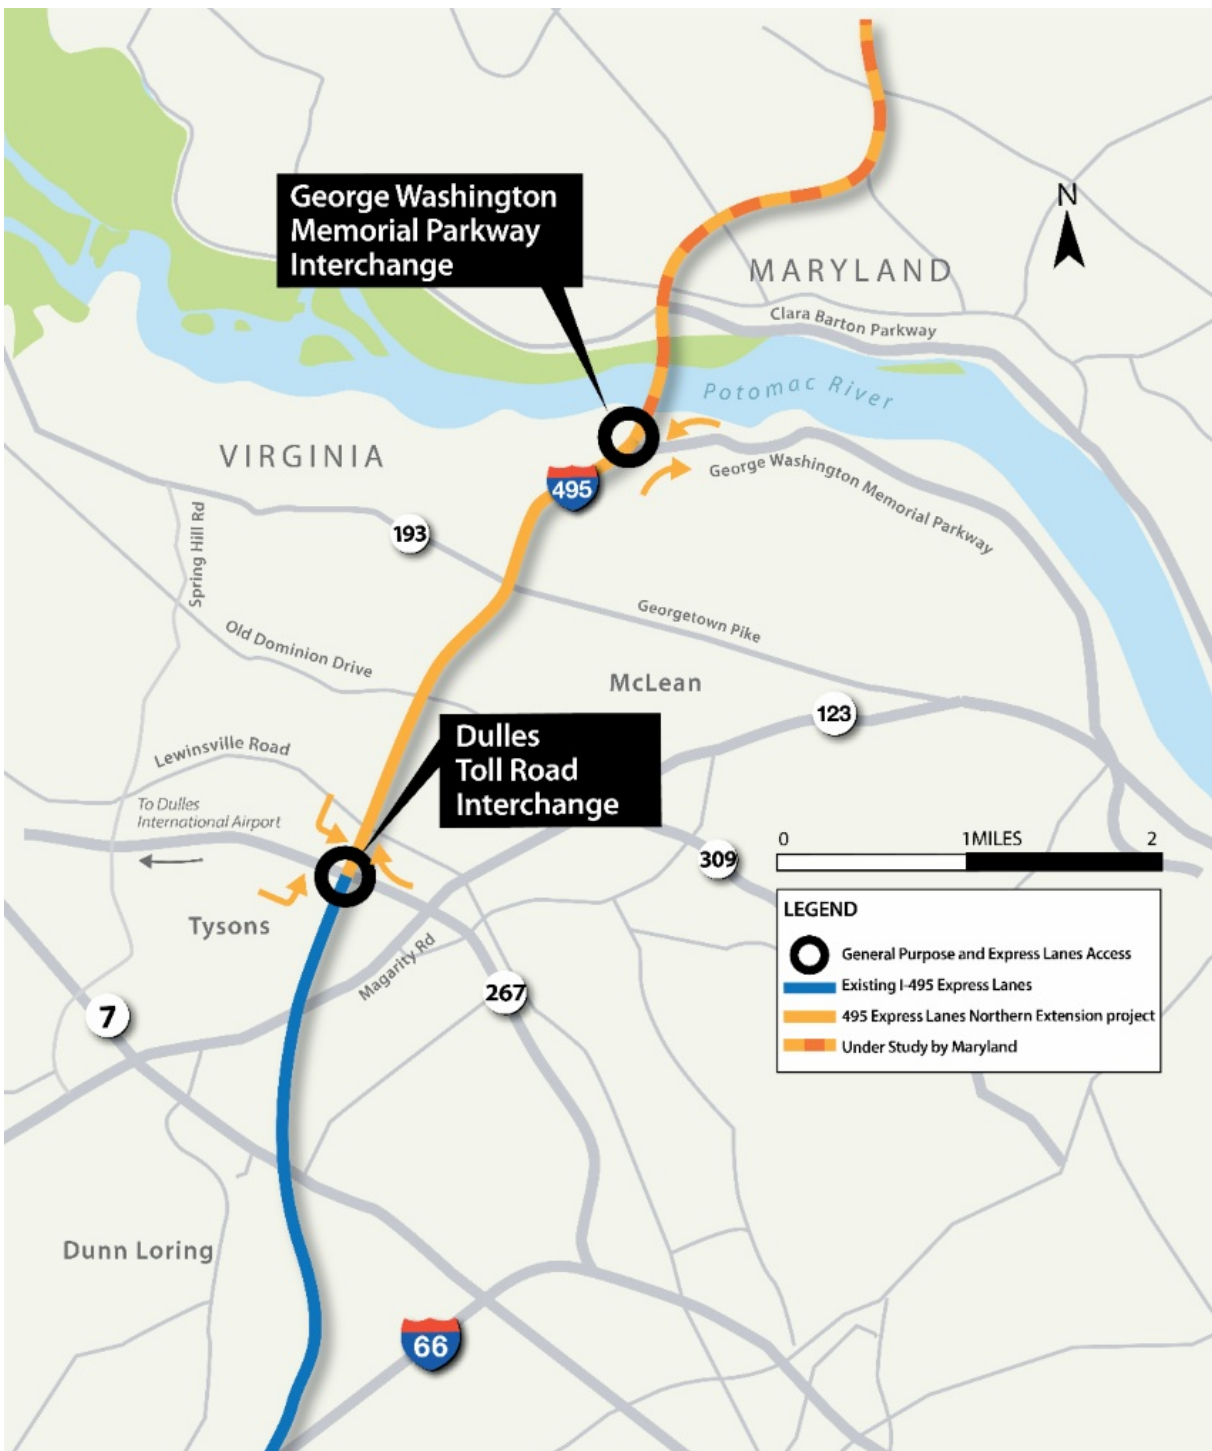 George Washington
Memorial Parkway
Interchange
N
MARYLAND
Clara Barton Parkway
Potomac River
VIRGINIA
495
George Washington Memorial Parkway
193
Spring Hill Rd
Georgetown Pike
Old Dominion Drive
McLean
123
Dulles
Toll Road
Interchange
Lewinsville Road
To Dulles
International Airport
0 1 MILES 2
309
Tysons
LEGEND
General Purpose and Express Lanes Access
Existing I-495 Express Lanes
495 Express Lanes Northern Extension project
Under Study by Maryland
Magarity Rd
267
7
Dunn Loring
66